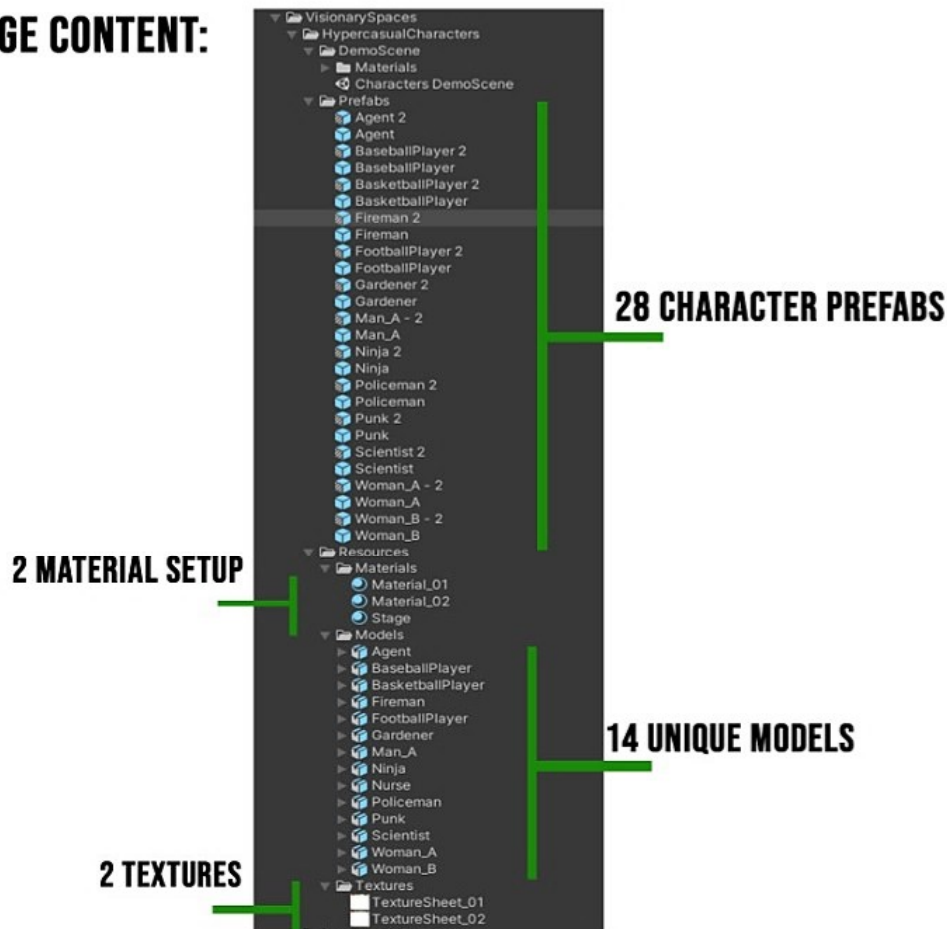 GE CONTENT:
VisionarySpaces
HypercasualCharacters
DemoScene
Materials
Characters DemoScene
Prefabs
Agent 2
Agent
BaseballPlayer 2
BaseballPlayer
BasketballPlayer 2
BasketballPlayer
Fireman 2
Fireman
FootballPlayer 2
FootballPlayer
Gardener 2
Gardener
Man_A - 2
Man_A
Ninja 2
Ninja
Policeman 2
Policeman
Punk 2
Punk
Scientist 2
Scientist
Woman_A - 2
Woman_A
Woman_B - 2
Woman_B
28 CHARACTER PREFABS
Resources
Materials
Material_01
Material_02
Stage
2 MATERIAL SETUP
Models
Agent
BaseballPlayer
BasketballPlayer
Fireman
FootballPlayer
Gardener
Man_A
Ninja
Nurse
Policeman
Punk
Scientist
Woman_A
Woman_B
14 UNIQUE MODELS
Textures
TextureSheet_01
TextureSheet_02
2 TEXTURES